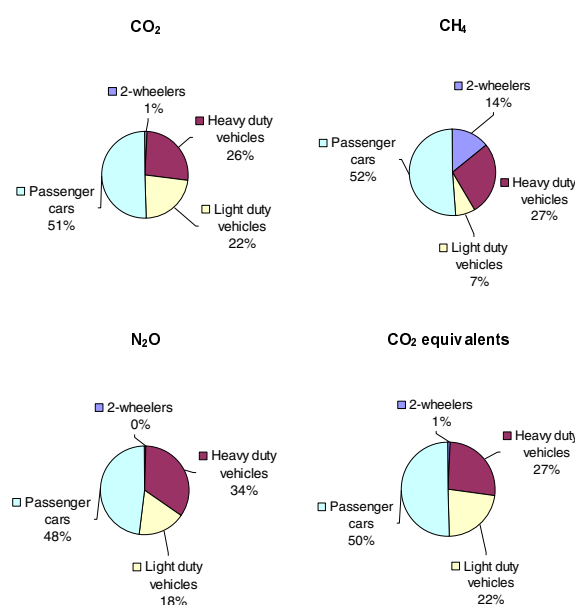 CO₂
2-wheelers
1%
Heavy duty
vehicles
26%
Light duty
vehicles
22%
Passenger
cars
51%
CH₄
2-wheelers
14%
Heavy duty
vehicles
27%
Light duty
vehicles
7%
Passenger
cars
52%
N₂O
2-wheelers
0%
Heavy duty
vehicles
34%
Light duty
vehicles
18%
Passenger
cars
48%
CO₂ equivalents
2-wheelers
1%
Heavy duty
vehicles
27%
Light duty
vehicles
22%
Passenger
cars
50%